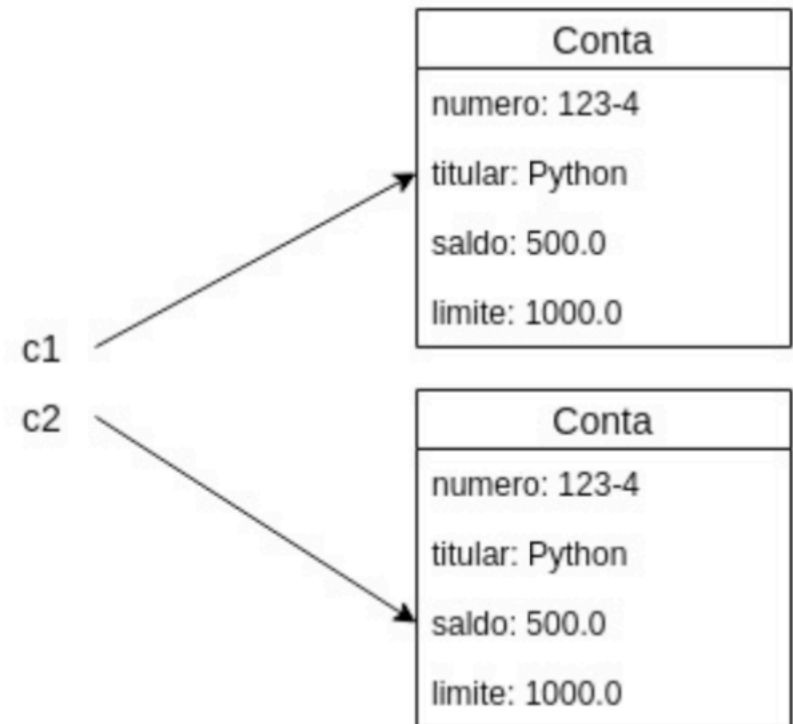 Conta
numero: 123-4
titular: Python
saldo: 500.0
limite: 1000.0
c1
c2
Conta
numero: 123-4
titular: Python
saldo: 500.0
limite: 1000.0